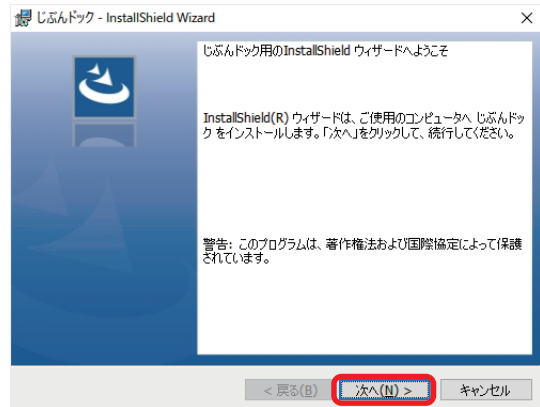 じぶんドック - InstallShield Wizard
じぶんドック用のInstallShield ウィザードへようこそ
InstallShield(R) ウィザードは、ご使用のコンピュータへ じぶんドッ
ク をインストールします。「次へ」をクリックして、続行してください。
警告: このプログラムは、著作権法および国際協定によって保護
されています。
< 戻る(B)
次へ(N) >
キャンセル